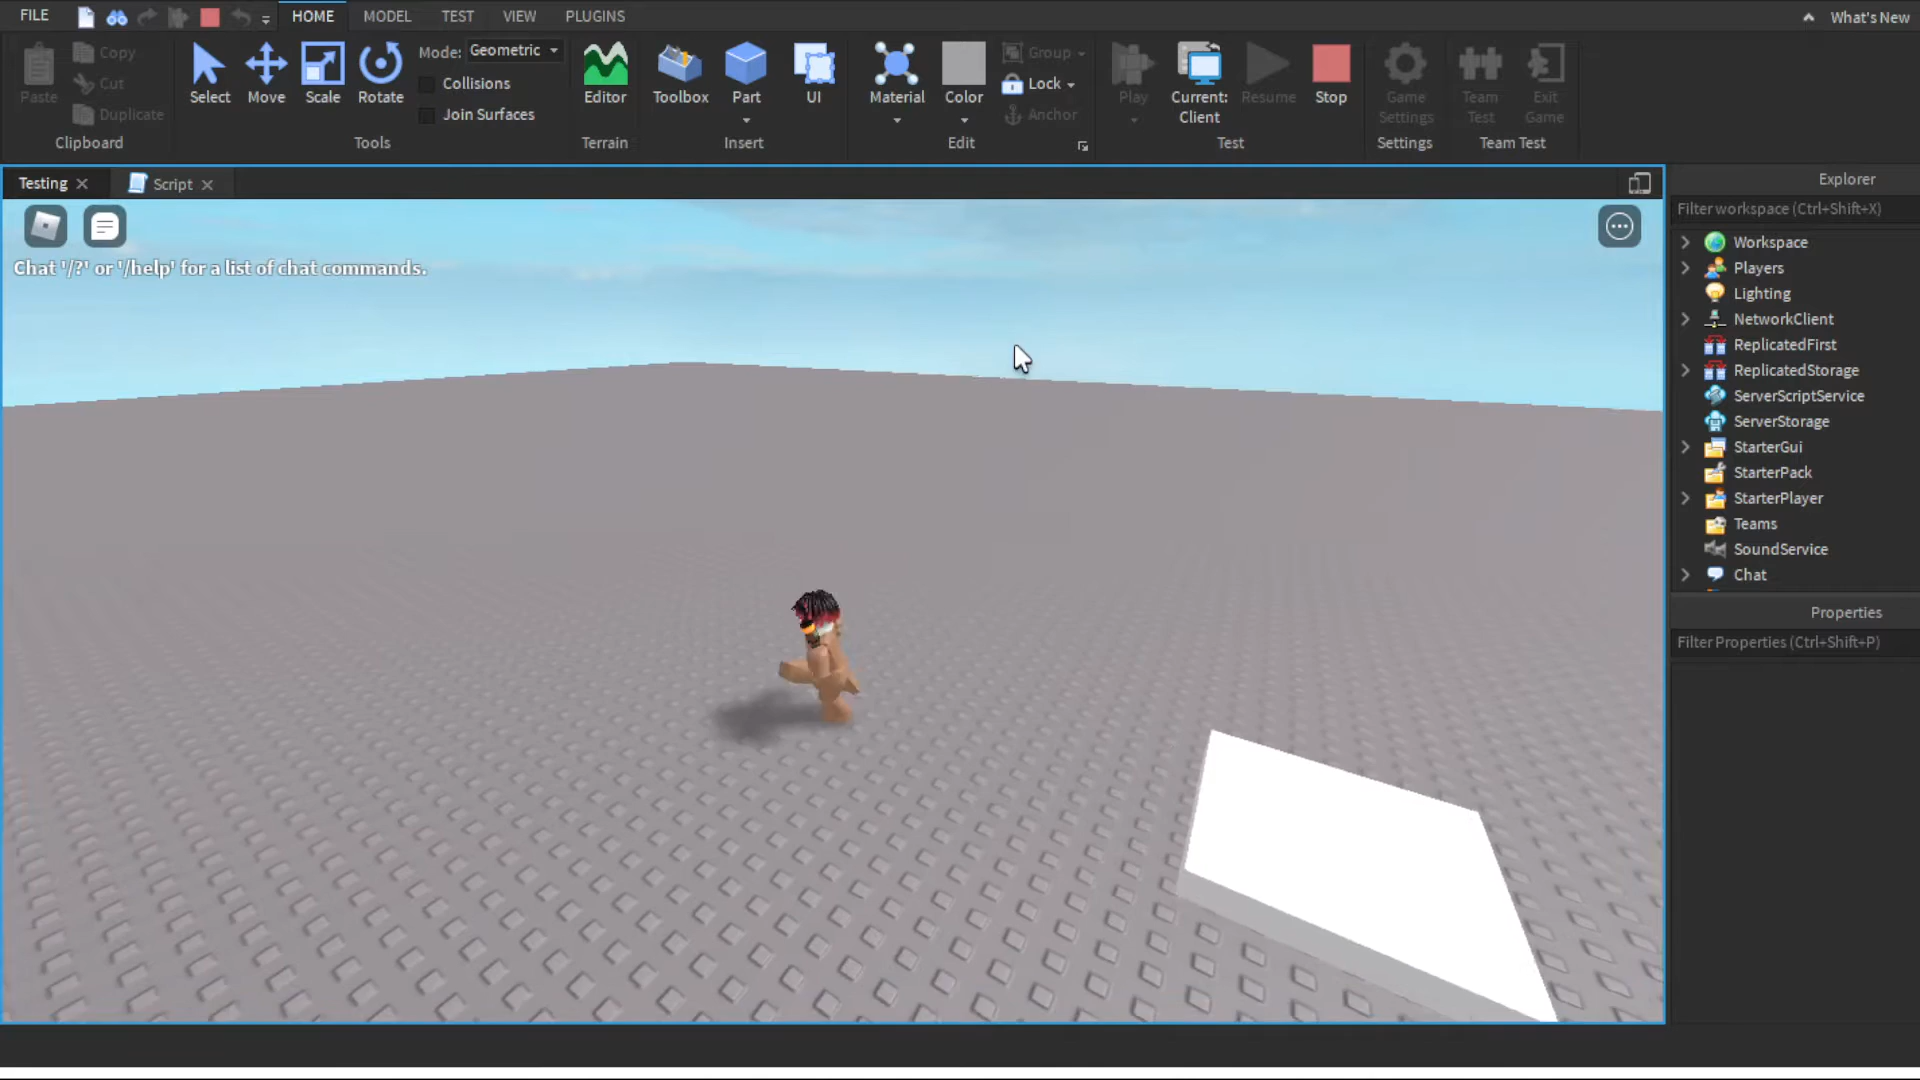 FILE
HOME
MODEL
TEST
VIEW
PLUGINS
What's New
Paste
Copy
Cut
Duplicate
Clipboard
Select
Move
Scale
Rotate
Mode: Geometric
Collisions
Join Surfaces
Tools
Editor
Terrain
Toolbox
Part
UI
Insert
Material
Color
Group
Lock
Anchor
Edit
Play
Current:
Client
Resume
Stop
Test
Game
Settings
Settings
Team
Test
Exit
Game
Team Test
Testing
Script
Chat '/?' or '/help' for a list of chat commands.
Explorer
Filter workspace (Ctrl+Shift+X)
Workspace
Players
Lighting
NetworkClient
ReplicatedFirst
ReplicatedStorage
ServerScriptService
ServerStorage
StarterGui
StarterPack
StarterPlayer
Teams
SoundService
Chat
Properties
Filter Properties (Ctrl+Shift+P)